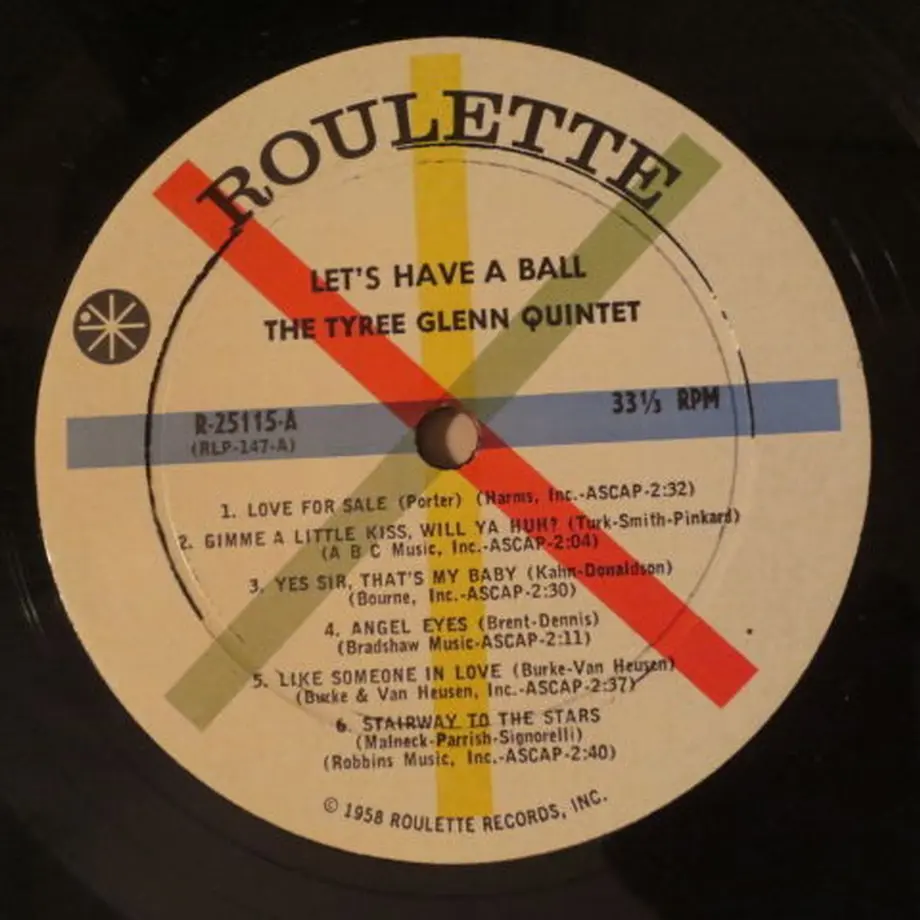 ROULETTE
LET'S HAVE A BALL
THE TYREE GLENN QUINTET
R-25115-A
(RLP-147-A)
33⅓ RPM
1. LOVE FOR SALE (Porter) (Harms, Inc.-ASCAP-2:32)
2. GIMME A LITTLE KISS, WILL YA HUH? (Turk-Smith-Pinkard)
(A B C Music, Inc.-ASCAP-2:04)
3. YES SIR, THAT'S MY BABY (Kahn-Donaldson)
(Bourne, Inc.-ASCAP-2:30)
4. ANGEL EYES (Brent-Dennis)
(Bradshaw Music-ASCAP-2:11)
5. LIKE SOMEONE IN LOVE (Burke-Van Heusen)
(Burke & Van Heusen, Inc.-ASCAP-2:37)
6. STAIRWAY TO THE STARS
(Malneck-Parrish-Signorelli)
(Robbins Music, Inc.-ASCAP-2:40)
© 1958 ROULETTE RECORDS, INC.